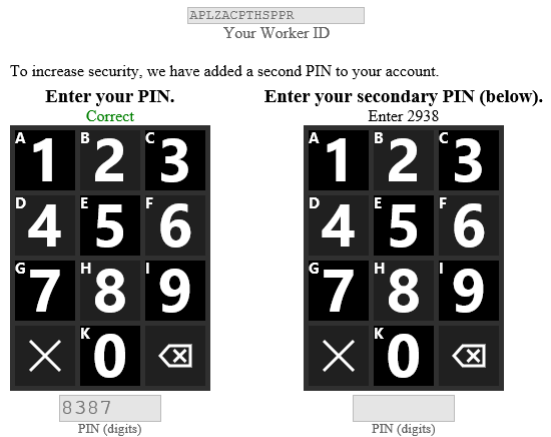 APLZACPTHSPPR
Your Worker ID
To increase security, we have added a second PIN to your account.
Enter your PIN.
Correct
A 1 B 2 C 3
D 4 E 5 F 6
G 7 H 8 I 9
K 0
8387
PIN (digits)
Enter your secondary PIN (below).
Enter 2938
A 1 B 2 C 3
D 4 E 5 F 6
G 7 H 8 I 9
K 0
PIN (digits)